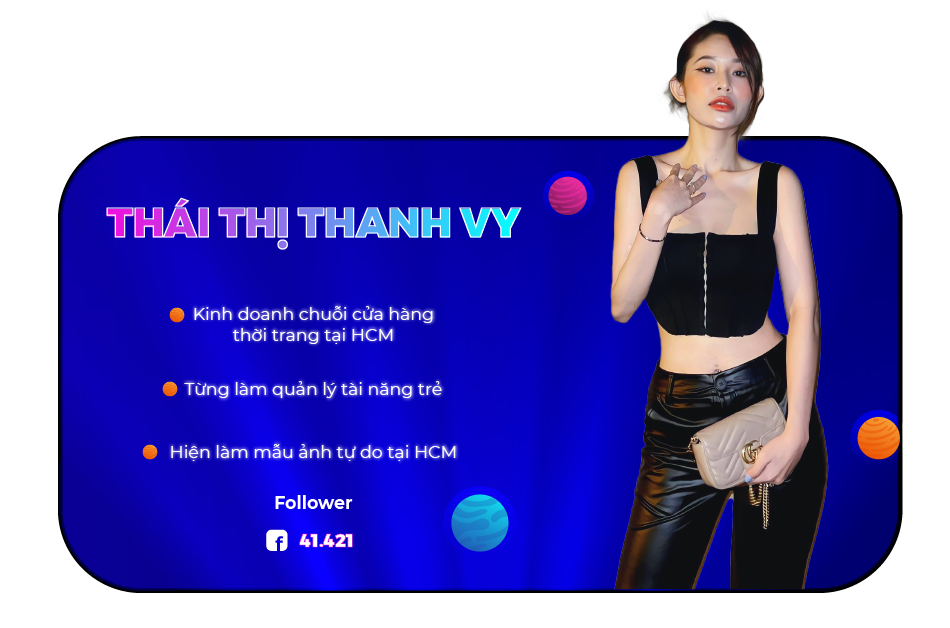 THÁI THỊ THANH VY
Kinh doanh chuỗi cửa hàng
thời trang tại HCM
Từng làm quản lý tài năng trẻ
Hiện làm mẫu ảnh tự do tại HCM
Follower
41.421